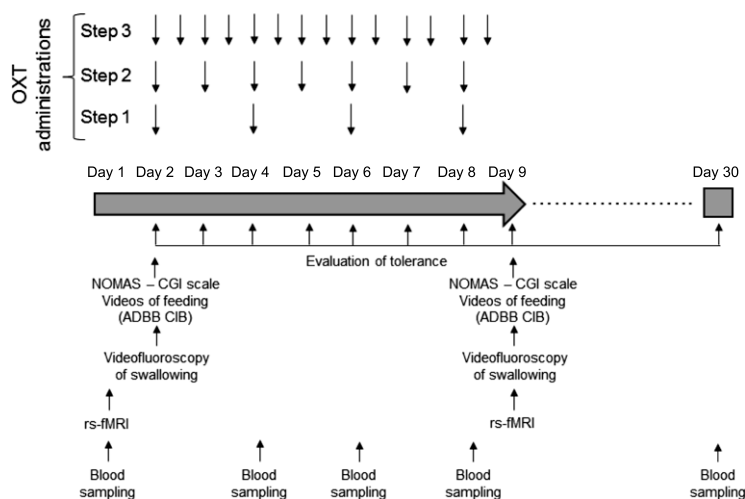 OXT
administrations
Step 3
Step 2
Step 1
Day 1 Day 2 Day 3 Day 4 Day 5 Day 6 Day 7 Day 8 Day 9 Day 30
Evaluation of tolerance
NOMAS – CGI scale
Videos of feeding
(ADBB CIB)
NOMAS – CGI scale
Videos of feeding
(ADBB CIB)
Videofluoroscopy
of swallowing
Videofluoroscopy
of swallowing
rs-fMRI
rs-fMRI
Blood
sampling
Blood
sampling
Blood
sampling
Blood
sampling
Blood
sampling